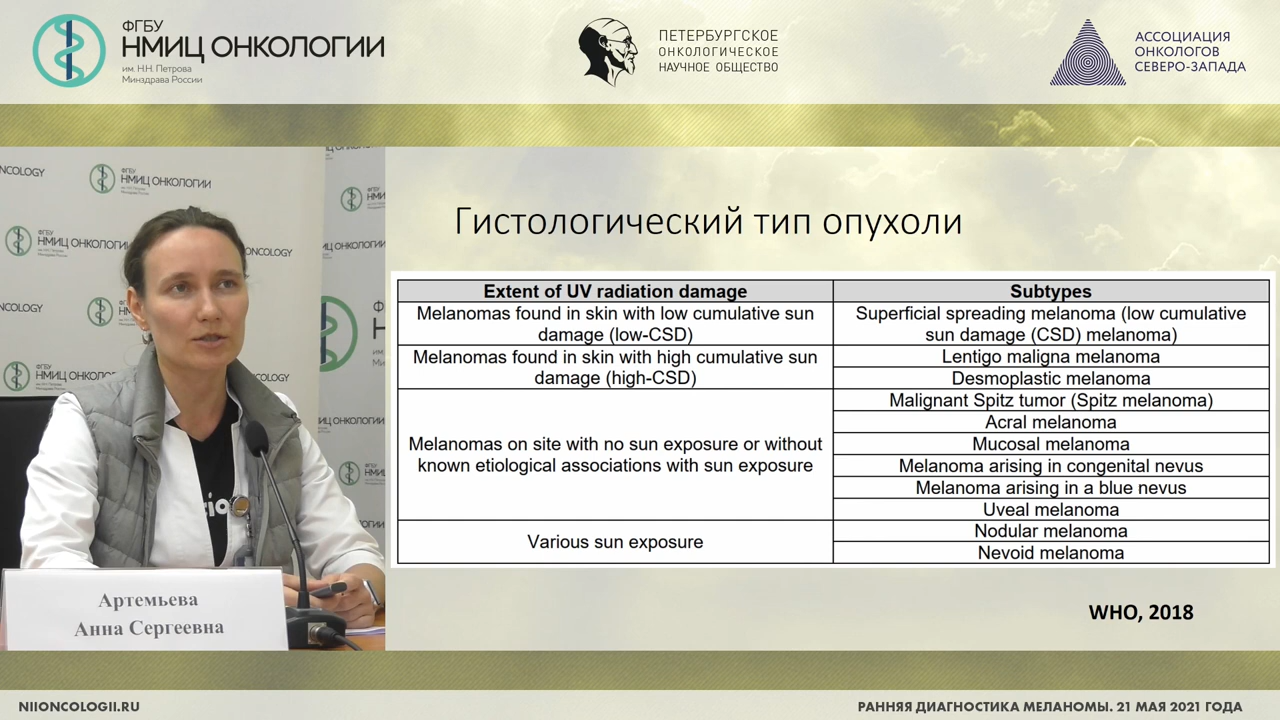 ФГБУ
НМИЦ ОНКОЛОГИИ
им. Н.Н. Петрова
Минздрава России
ПЕТЕРБУРГСКОЕ
ОНКОЛОГИЧЕСКОЕ
НАУЧНОЕ ОБЩЕСТВО
АССОЦИАЦИЯ
ОНКОЛОГОВ
СЕВЕРО-ЗАПАДА
ФГБУ
НМИЦ ОНКОЛОГИИ
Артемьева
Анна Сергеевна
Гистологический тип опухоли
Extent of UV radiation damage
Subtypes
Melanomas found in skin with low cumulative sun
damage (low-CSD)
Superficial spreading melanoma (low cumulative
sun damage (CSD) melanoma)
Melanomas found in skin with high cumulative sun
damage (high-CSD)
Lentigo maligna melanoma
Desmoplastic melanoma
Melanomas on site with no sun exposure or without
known etiological associations with sun exposure
Malignant Spitz tumor (Spitz melanoma)
Acral melanoma
Mucosal melanoma
Melanoma arising in congenital nevus
Melanoma arising in a blue nevus
Uveal melanoma
Various sun exposure
Nodular melanoma
Nevoid melanoma
WHO, 2018
NIIONCOLOGII.RU
РАННЯЯ ДИАГНОСТИКА МЕЛАНОМЫ. 21 МАЯ 2021 ГОДА